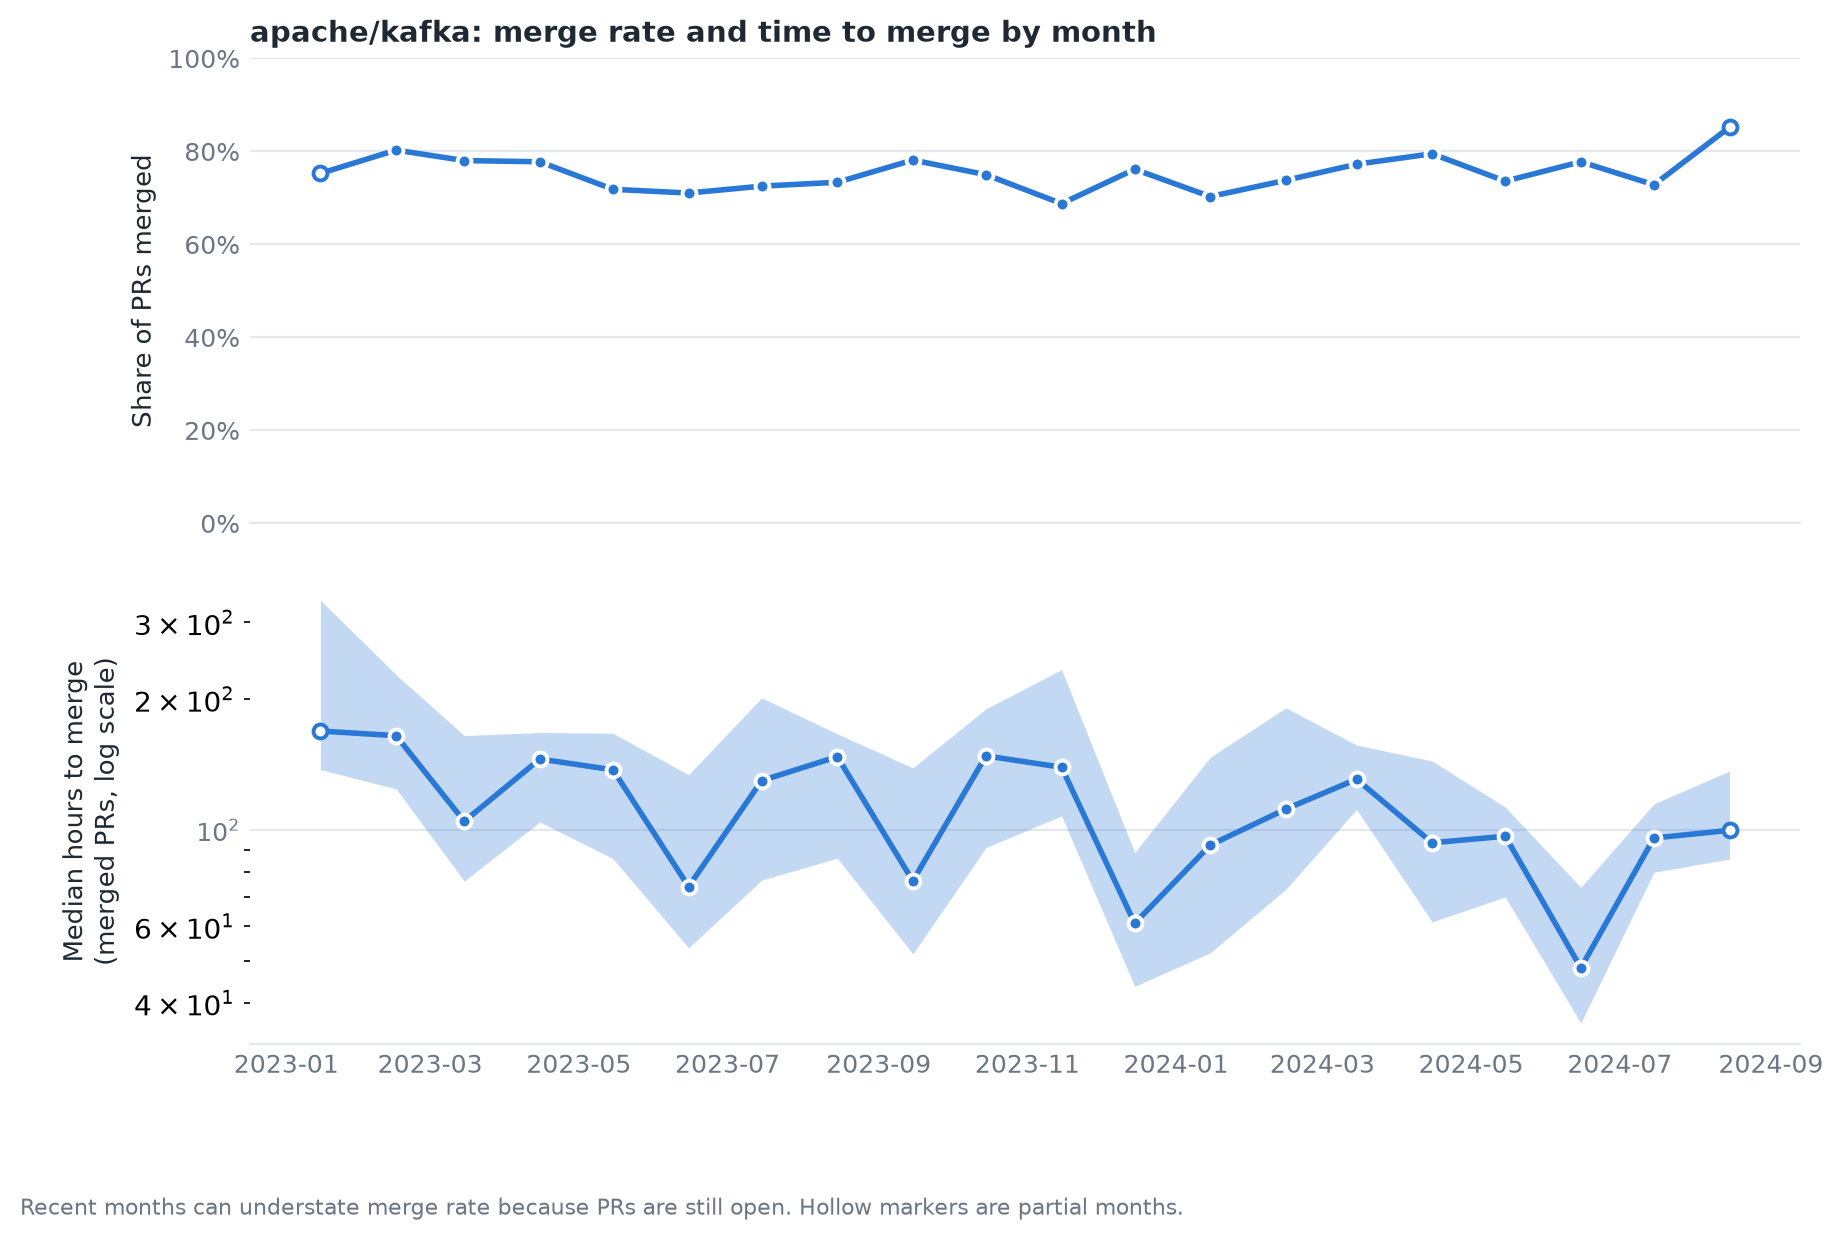 apache/kafka: merge rate and time to merge by month
100%
80%
60%
40%
20%
0%
Share of PRs merged
3 × 10²
2 × 10²
10²
6 × 10¹
4 × 10¹
Median hours to merge
(merged PRs, log scale)
2023-01 2023-03 2023-05 2023-07 2023-09 2023-11 2024-01 2024-03 2024-05 2024-07 2024-09
Recent months can understate merge rate because PRs are still open. Hollow markers are partial months.